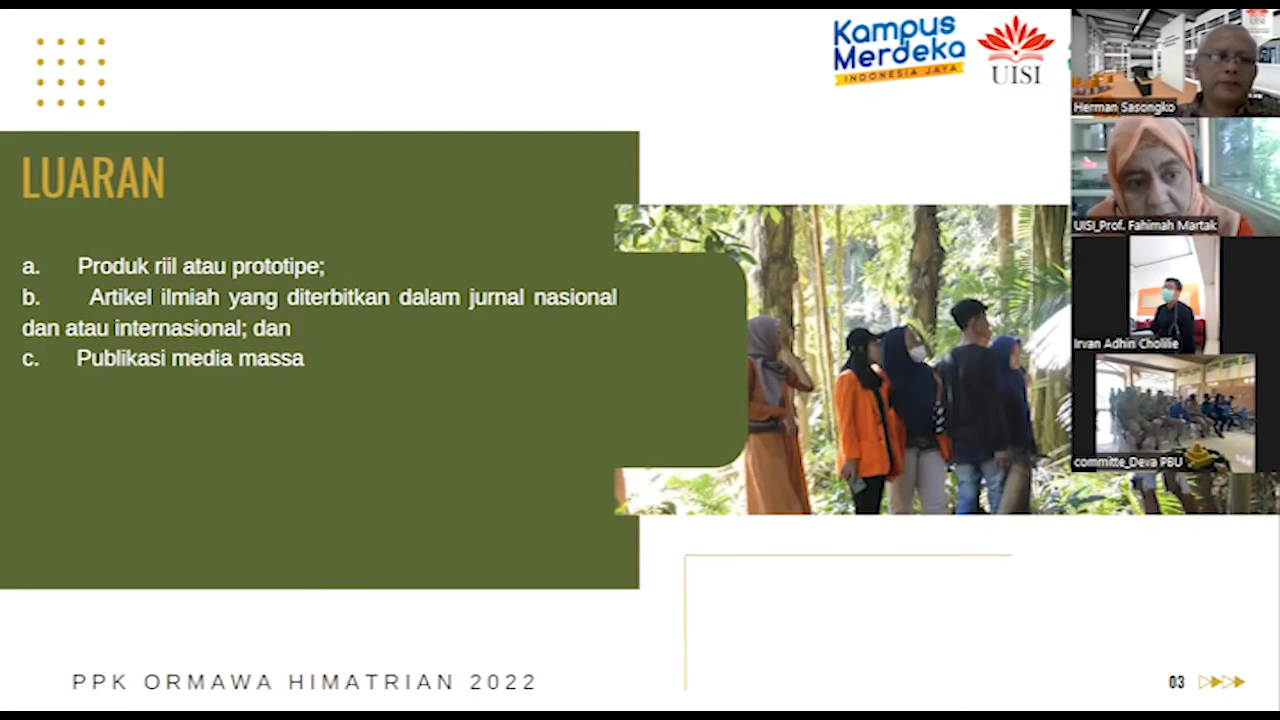 Kampus
Merdeka
INDONESIA JAYA
UISI
LUARAN
a. Produk riil atau prototipe;
b. Artikel ilmiah yang diterbitkan dalam jurnal nasional
dan atau internasional; dan
c. Publikasi media massa
PPK ORMAWA HIMATRIAN 2022
03
Herman Sasongko
UISI_Prof. Fahimah Martak
Irvan Adhin Cholilie
committe_Deva PBU